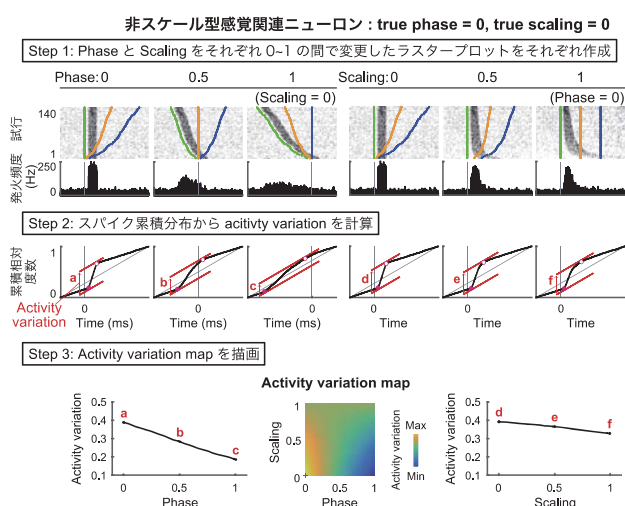 非スケール型感覚関連ニューロン : true phase = 0, true scaling = 0
Step 1: Phase と Scaling をそれぞれ 0~1 の間で変更したラスタープロットをそれぞれ作成
Phase: 0 0.5 1 Scaling: 0 0.5 1
(Scaling = 0) (Phase = 0)
140
試行
1
250
発火頻度
(Hz)
0
Step 2: スパイク累積分布から acitivty variation を計算
1
累積相対
度数
0
a b c d e f
Activity
variation
0 0 0 0 0 0
Time (ms) Time (ms) Time (ms) Time Time Time
Step 3: Activity variation map を描画
Activity variation map
0.5
0.4
0.3
0.2
0.1
Activity variation
a
b
c
0 0.5 1
Phase
1
0.5
0
Scaling
0 0.5 1
Phase
Max
Activity variation
Min
0.5
0.4
0.3
0.2
0.1
Activity variation
d
e
f
0 0.5 1
Scaling